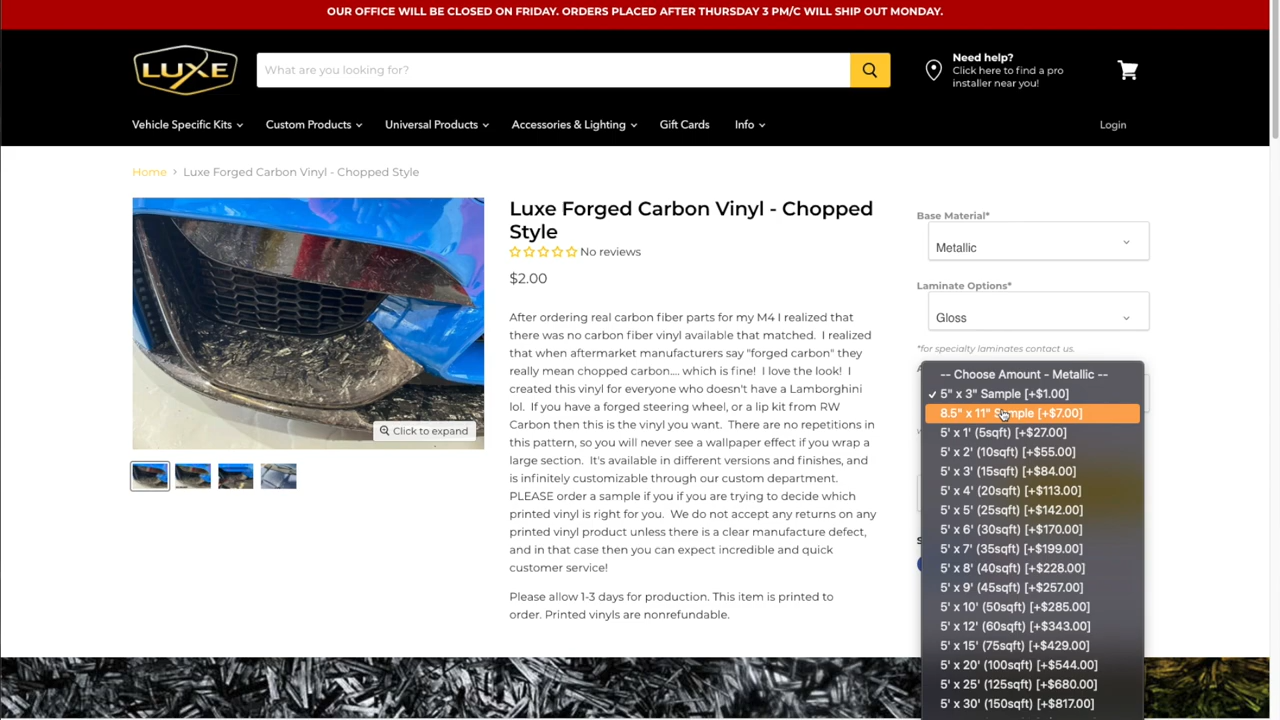 OUR OFFICE WILL BE CLOSED ON FRIDAY. ORDERS PLACED AFTER THURSDAY 3 PM/C WILL SHIP OUT MONDAY.
LUXE
What are you looking for?
Need help?
Click here to find a pro
installer near you!
Vehicle Specific Kits
Custom Products
Universal Products
Accessories & Lighting
Gift Cards
Info
Login
Home > Luxe Forged Carbon Vinyl - Chopped Style
Click to expand
Luxe Forged Carbon Vinyl - Chopped
Style
No reviews
$2.00
After ordering real carbon fiber parts for my M4 I realized that
there was no carbon fiber vinyl available that matched. I realized
that when aftermarket manufacturers say "forged carbon" they
really mean chopped carbon.... which is fine! I love the look! I
created this vinyl for everyone who doesn't have a Lamborghini
lol. If you have a forged steering wheel, or a lip kit from RW
Carbon then this is the vinyl you want. There are no repetitions in
this pattern, so you will never see a wallpaper effect if you wrap a
large section. It's available in different versions and finishes, and
is infinitely customizable through our custom department.
PLEASE order a sample if you if you are trying to decide which
printed vinyl is right for you. We do not accept any returns on any
printed vinyl product unless there is a clear manufacture defect,
and in that case then you can expect incredible and quick
customer service!
Please allow 1-3 days for production. This item is printed to
order. Printed vinyls are nonrefundable.
Base Material*
Metallic
Laminate Options*
Gloss
*for specialty laminates contact us.
-- Choose Amount - Metallic --
✓ 5" x 3" Sample [+$1.00]
8.5" x 11" Sample [+$7.00]
5' x 1' (5sqft) [+$27.00]
5' x 2' (10sqft) [+$55.00]
5' x 3' (15sqft) [+$84.00]
5' x 4' (20sqft) [+$113.00]
5' x 5' (25sqft) [+$142.00]
5' x 6' (30sqft) [+$170.00]
5' x 7' (35sqft) [+$199.00]
5' x 8' (40sqft) [+$228.00]
5' x 9' (45sqft) [+$257.00]
5' x 10' (50sqft) [+$285.00]
5' x 12' (60sqft) [+$343.00]
5' x 15' (75sqft) [+$429.00]
5' x 20' (100sqft) [+$544.00]
5' x 25' (125sqft) [+$680.00]
5' x 30' (150sqft) [+$817.00]